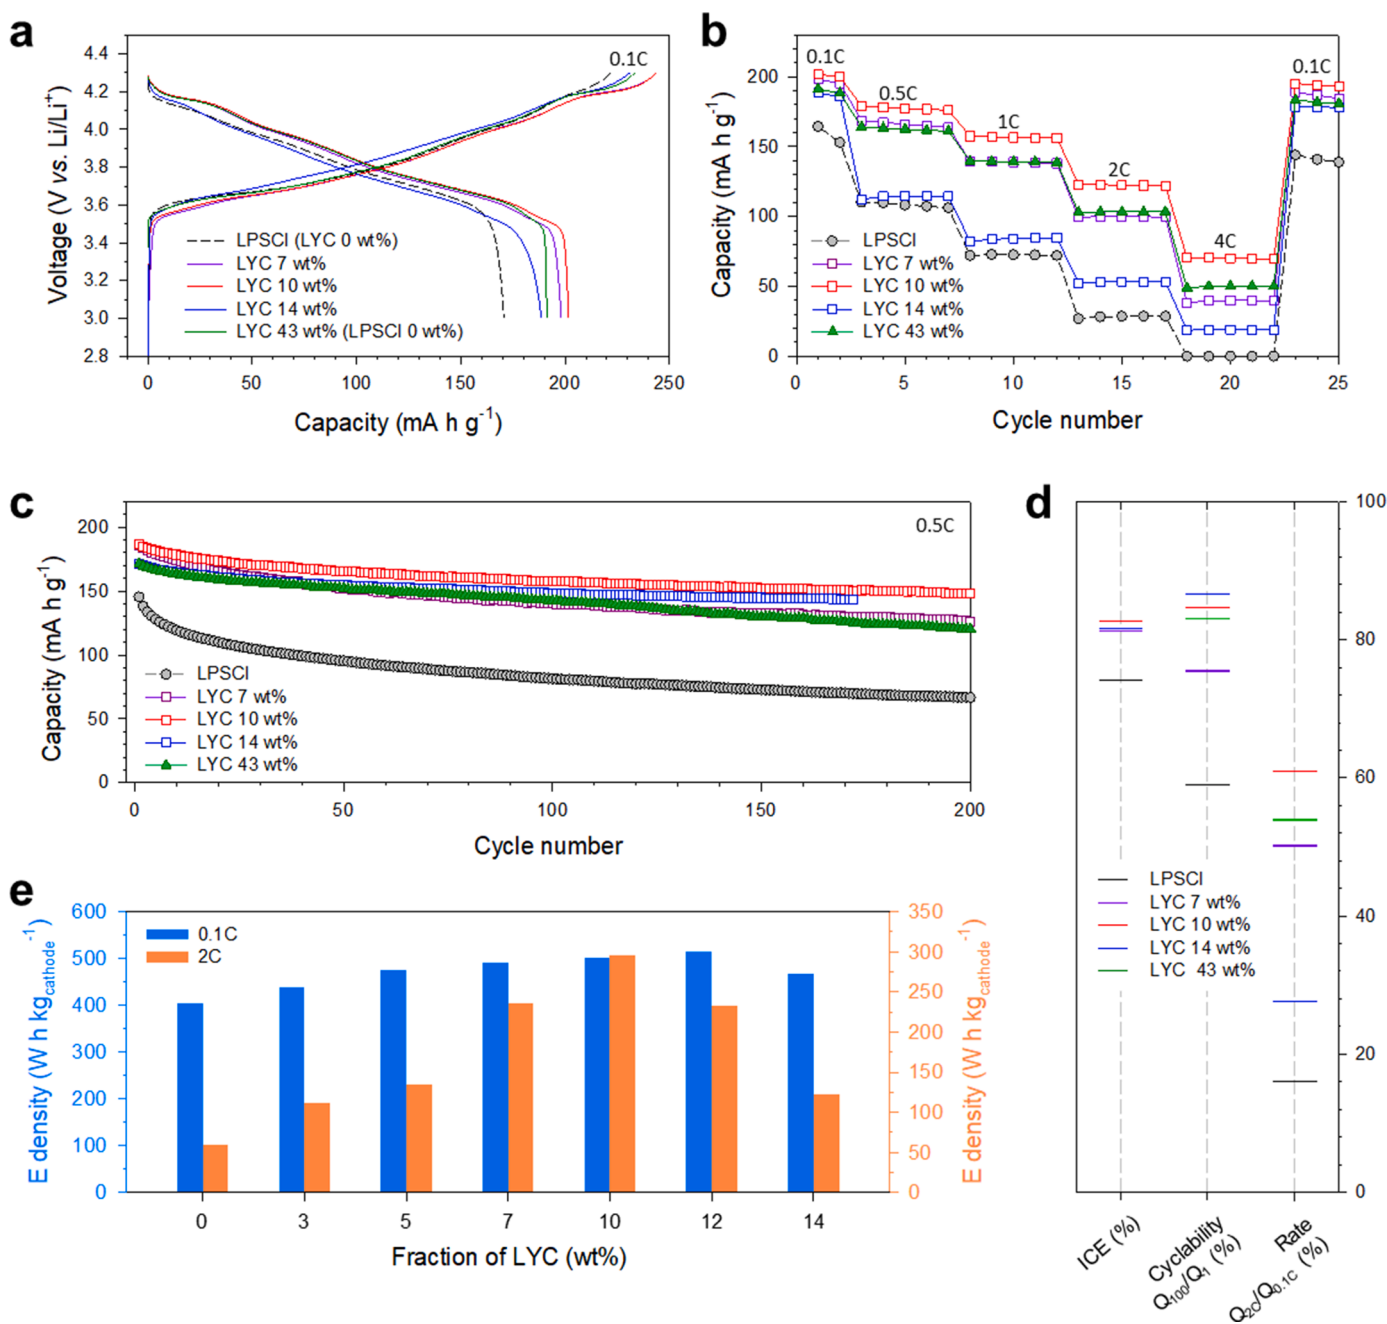 a
4.4
4.2
4.0
3.8
3.6
3.4
3.2
3.0
2.8
Voltage (V vs. Li/Li⁺)
0.1C
LPSCl (LYC 0 wt%)
LYC 7 wt%
LYC 10 wt%
LYC 14 wt%
LYC 43 wt% (LPSCl 0 wt%)
0 50 100 150 200 250
Capacity (mA h g⁻¹)
b
200
150
100
50
0
Capacity (mA h g⁻¹)
0.1C
0.5C
1C
2C
4C
0.1C
LPSCl
LYC 7 wt%
LYC 10 wt%
LYC 14 wt%
LYC 43 wt%
0 5 10 15 20 25
Cycle number
c
200
150
100
50
0
Capacity (mA h g⁻¹)
0.5C
LPSCl
LYC 7 wt%
LYC 10 wt%
LYC 14 wt%
LYC 43 wt%
0 50 100 150 200
Cycle number
d
100
80
60
40
20
0
LPSCl
LYC 7 wt%
LYC 10 wt%
LYC 14 wt%
LYC 43 wt%
ICE (%)
Cyclability
Q₁₀₀/Q₁ (%)
Rate
Q₂C/Q₀.₁C (%)
e
600
500
400
300
200
100
0
E density (W h kgcathode⁻¹)
0.1C
2C
350
300
250
200
150
100
50
0
E density (W h kgcathode⁻¹)
0 3 5 7 10 12 14
Fraction of LYC (wt%)